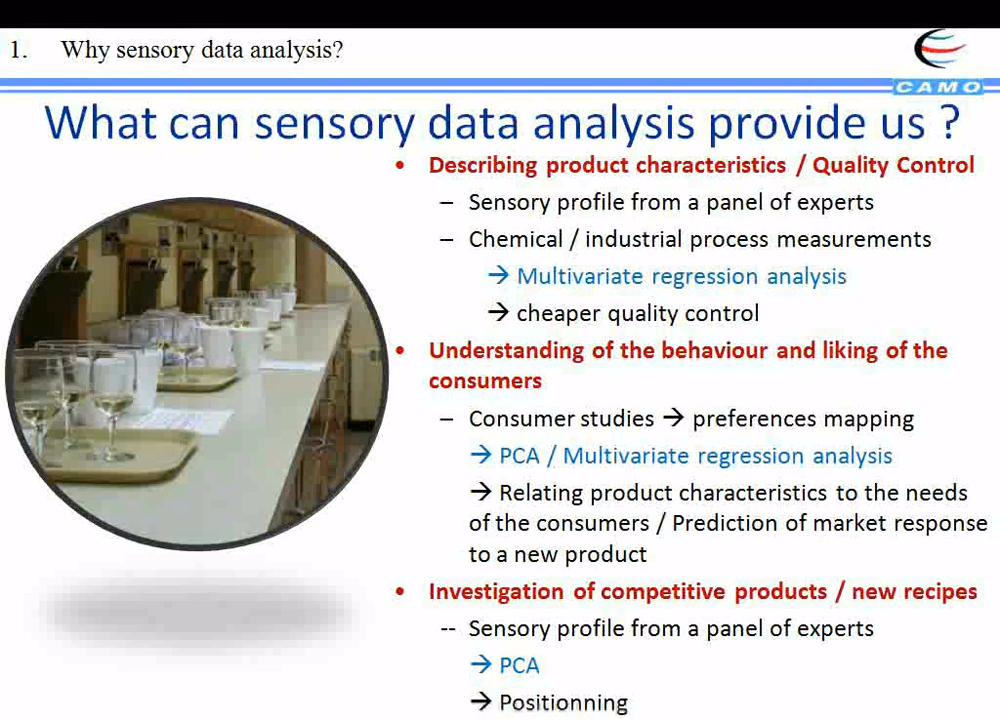 1. Why sensory data analysis?
CAMO
What can sensory data analysis provide us ?
• Describing product characteristics / Quality Control
– Sensory profile from a panel of experts
– Chemical / industrial process measurements
→ Multivariate regression analysis
→ cheaper quality control
• Understanding of the behaviour and liking of the
consumers
– Consumer studies → preferences mapping
→ PCA / Multivariate regression analysis
→ Relating product characteristics to the needs
of the consumers / Prediction of market response
to a new product
• Investigation of competitive products / new recipes
-- Sensory profile from a panel of experts
→ PCA
→ Positionning